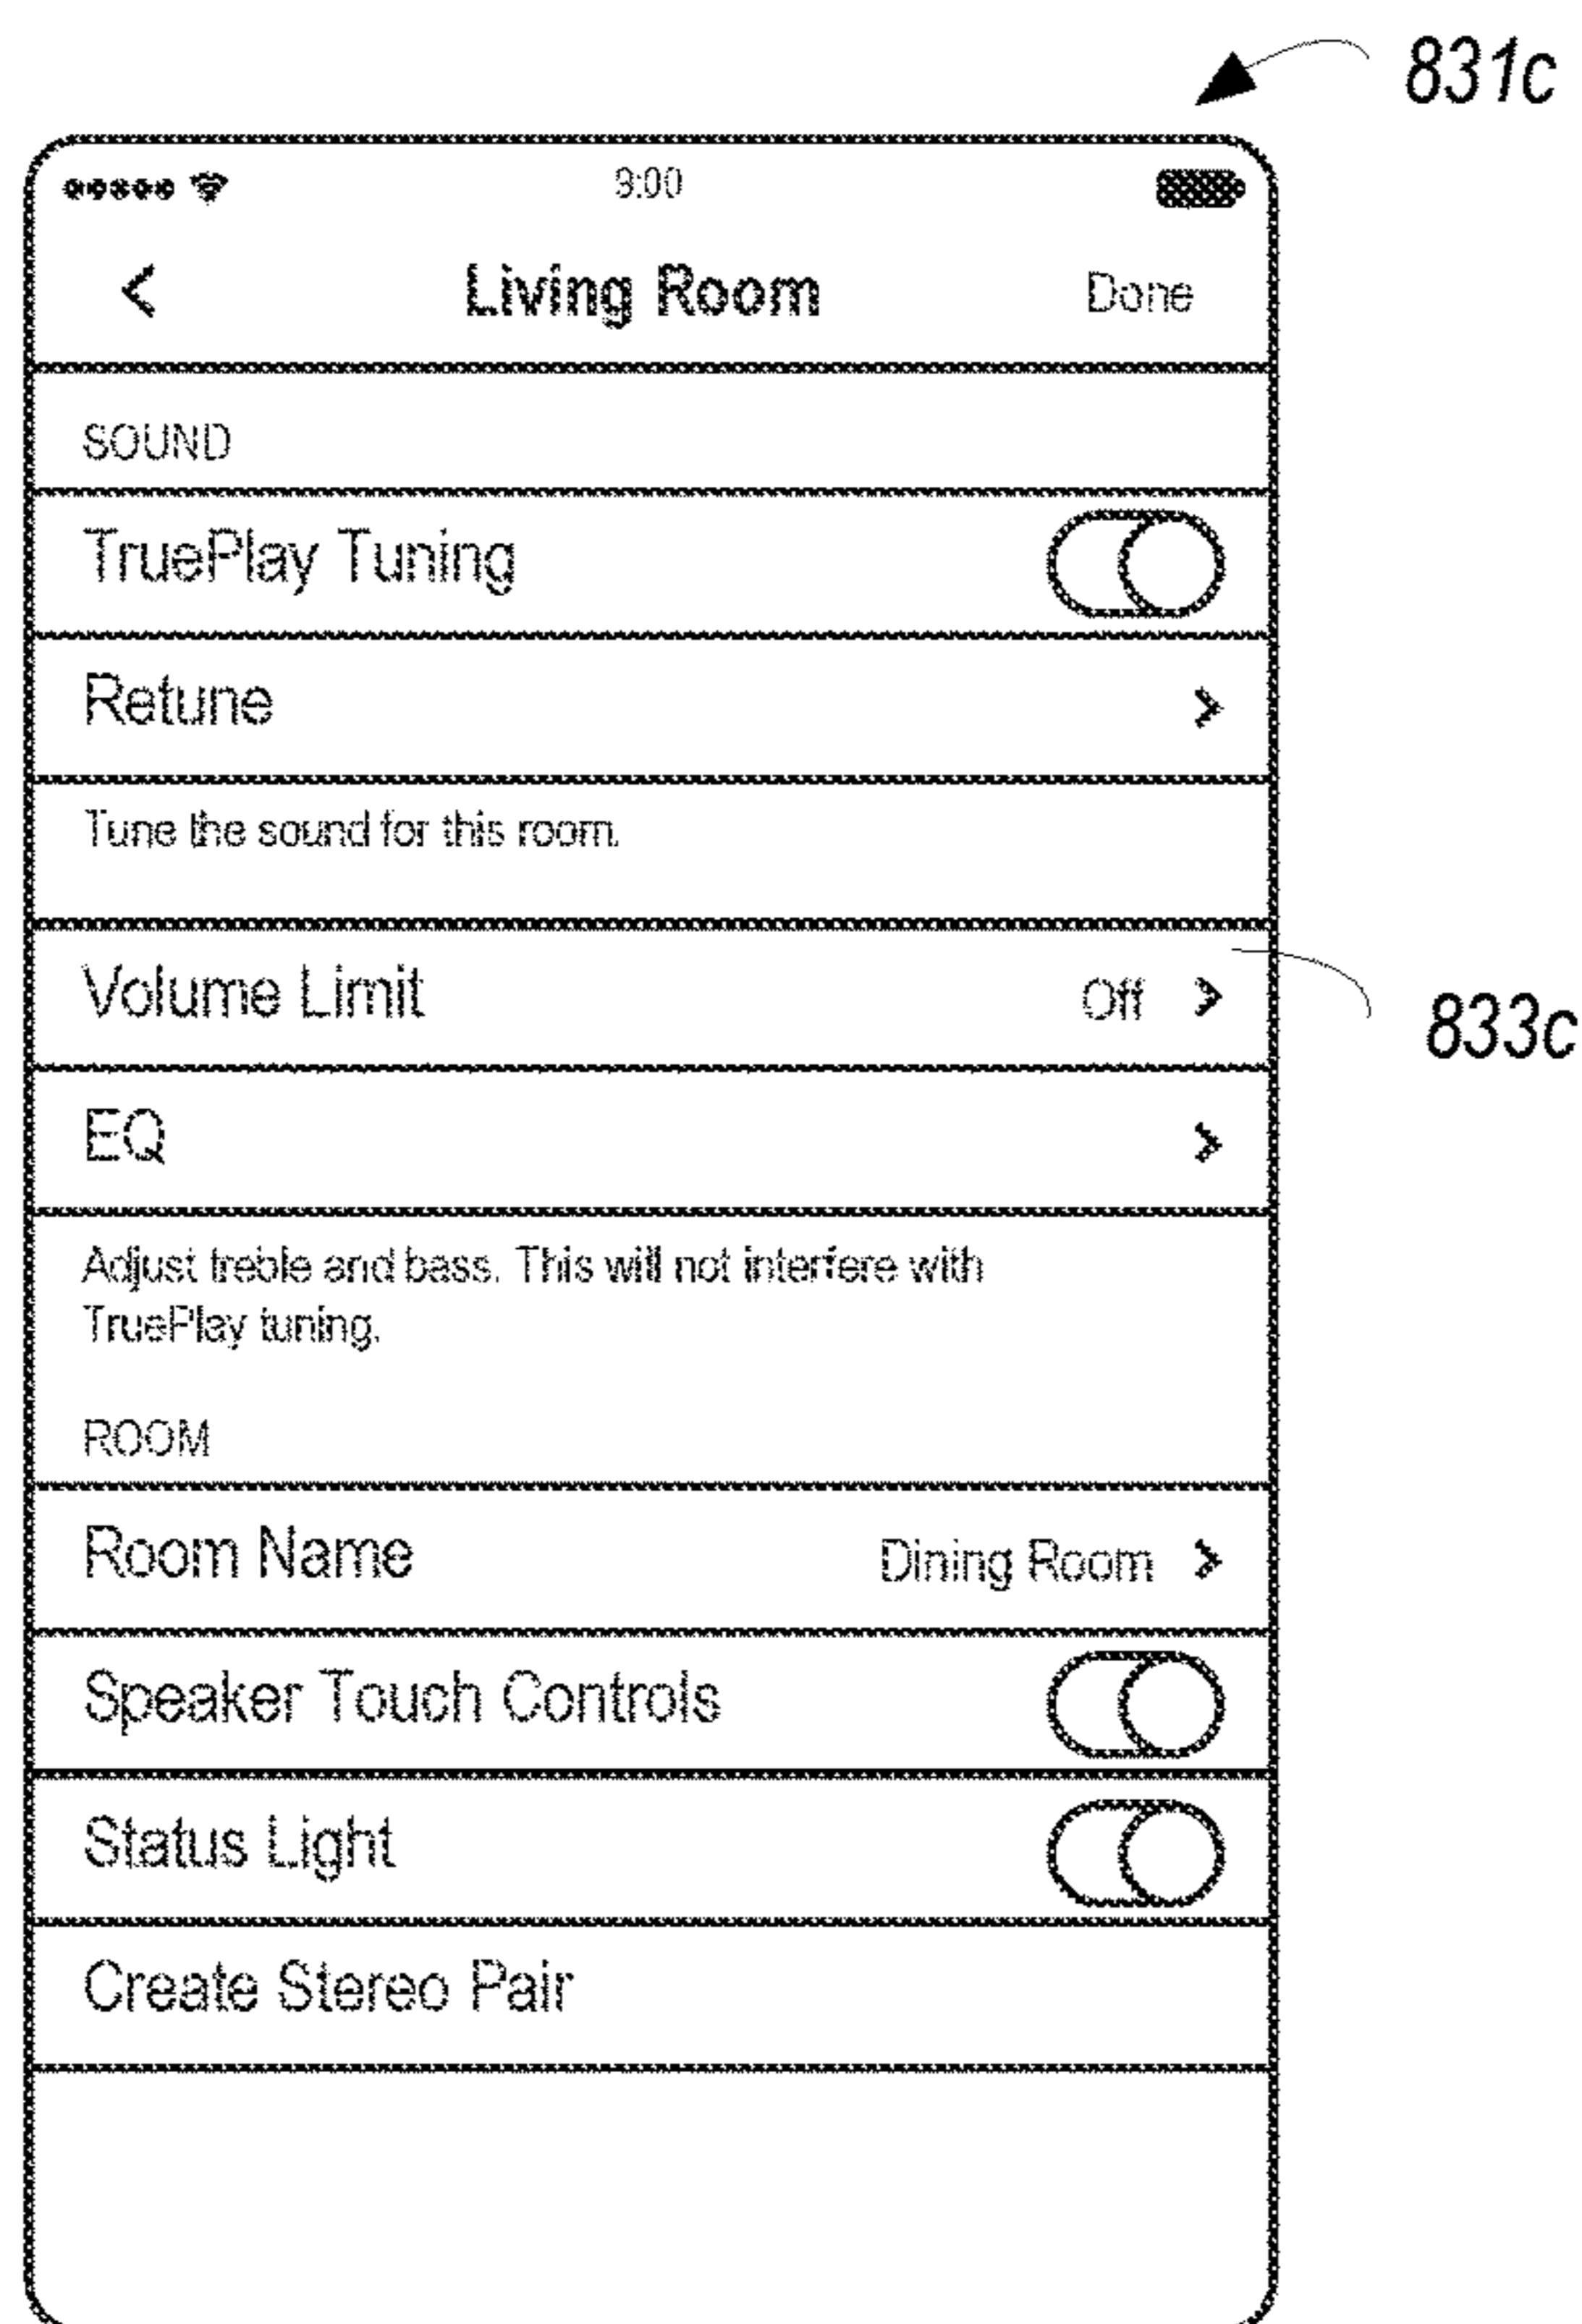 831c
9:00
<
Living Room
Done
SOUND
TruePlay Tuning
Retune
>
Tune the sound for this room.
Volume Limit
Off >
833c
EQ
>
Adjust treble and bass. This will not interfere with
TruePlay tuning.
ROOM
Room Name
Dining Room >
Speaker Touch Controls
Status Light
Create Stereo Pair